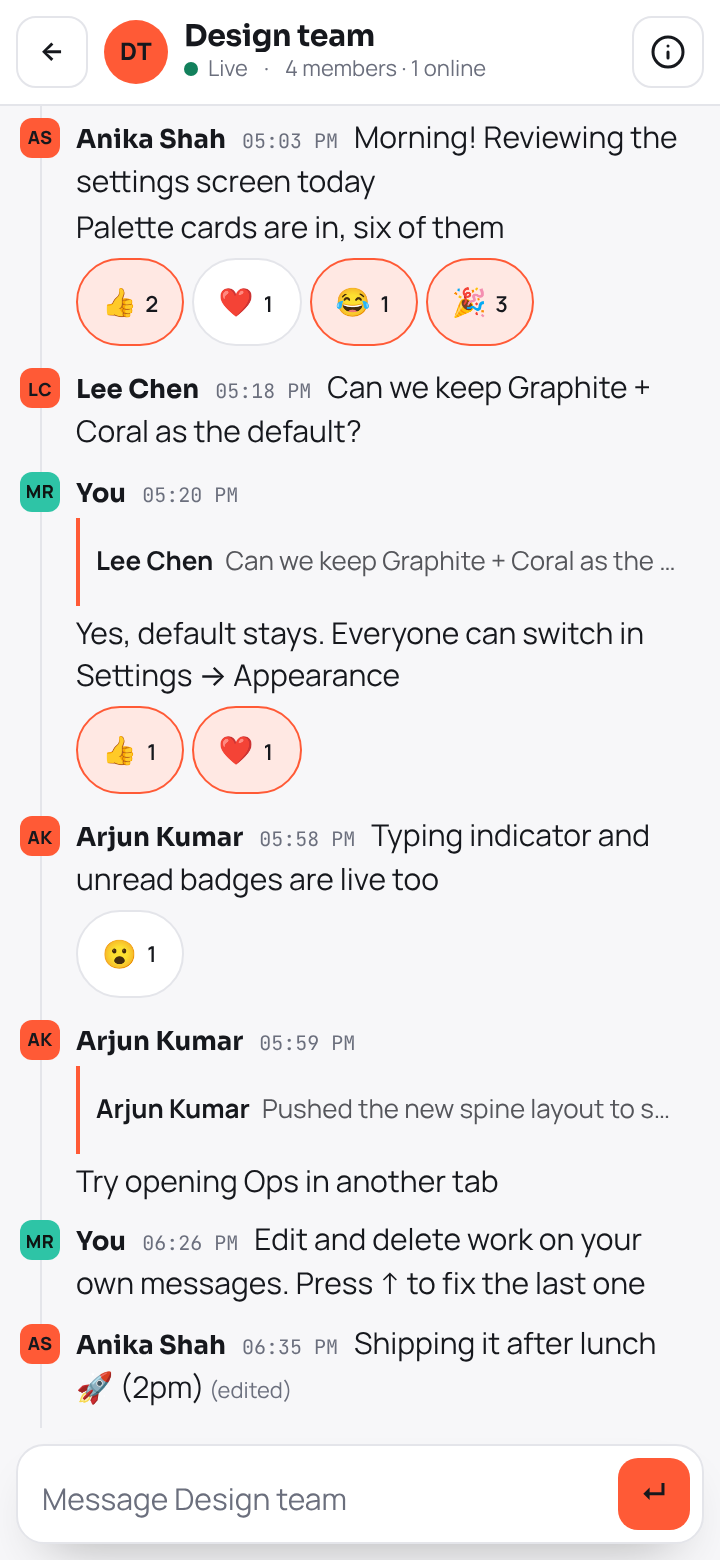 DT Design team
Live · 4 members · 1 online
AS Anika Shah 05:03 PM Morning! Reviewing the
settings screen today
Palette cards are in, six of them
👍 2 ❤️ 1 😂 1 🎉 3
LC Lee Chen 05:18 PM Can we keep Graphite +
Coral as the default?
MR You 05:20 PM
Lee Chen Can we keep Graphite + Coral as the …
Yes, default stays. Everyone can switch in
Settings → Appearance
👍 1 ❤️ 1
AK Arjun Kumar 05:58 PM Typing indicator and
unread badges are live too
😮 1
AK Arjun Kumar 05:59 PM
Arjun Kumar Pushed the new spine layout to s…
Try opening Ops in another tab
MR You 06:26 PM Edit and delete work on your
own messages. Press ↑ to fix the last one
AS Anika Shah 06:35 PM Shipping it after lunch
🚀 (2pm) (edited)
Message Design team